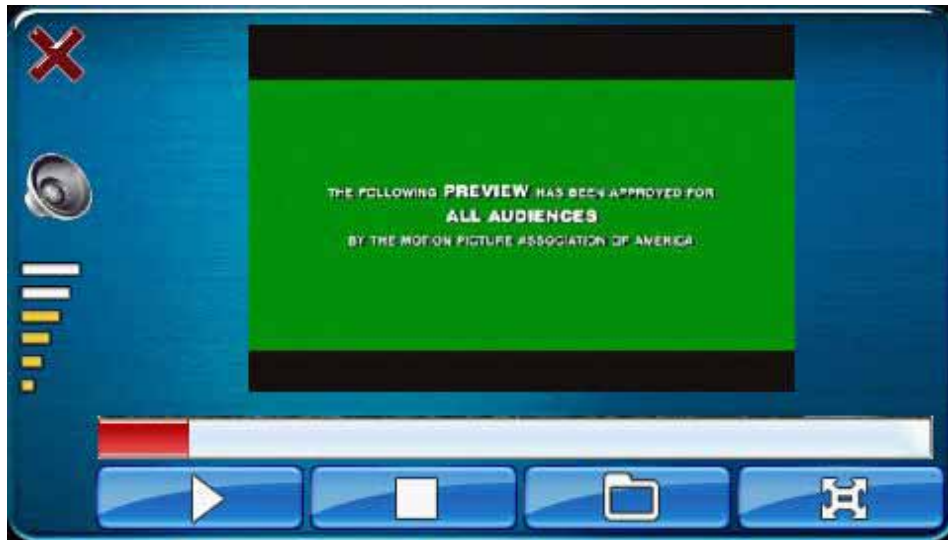 THE FOLLOWING PREVIEW HAS BEEN APPROVED FOR
ALL AUDIENCES
BY THE MOTION PICTURE ASSOCIATION OF AMERICA